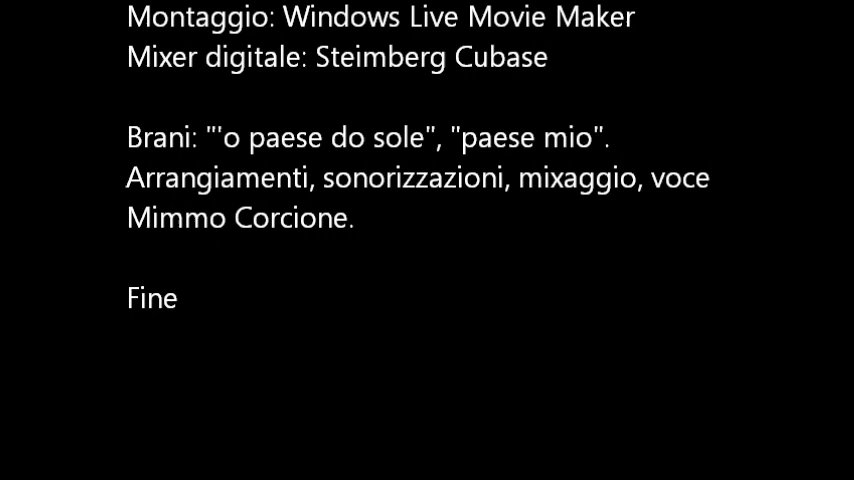 Montaggio: Windows Live Movie Maker
Mixer digitale: Steimberg Cubase
Brani: "'o paese do sole", "paese mio".
Arrangiamenti, sonorizzazioni, mixaggio, voce
Mimmo Corcione.
Fine